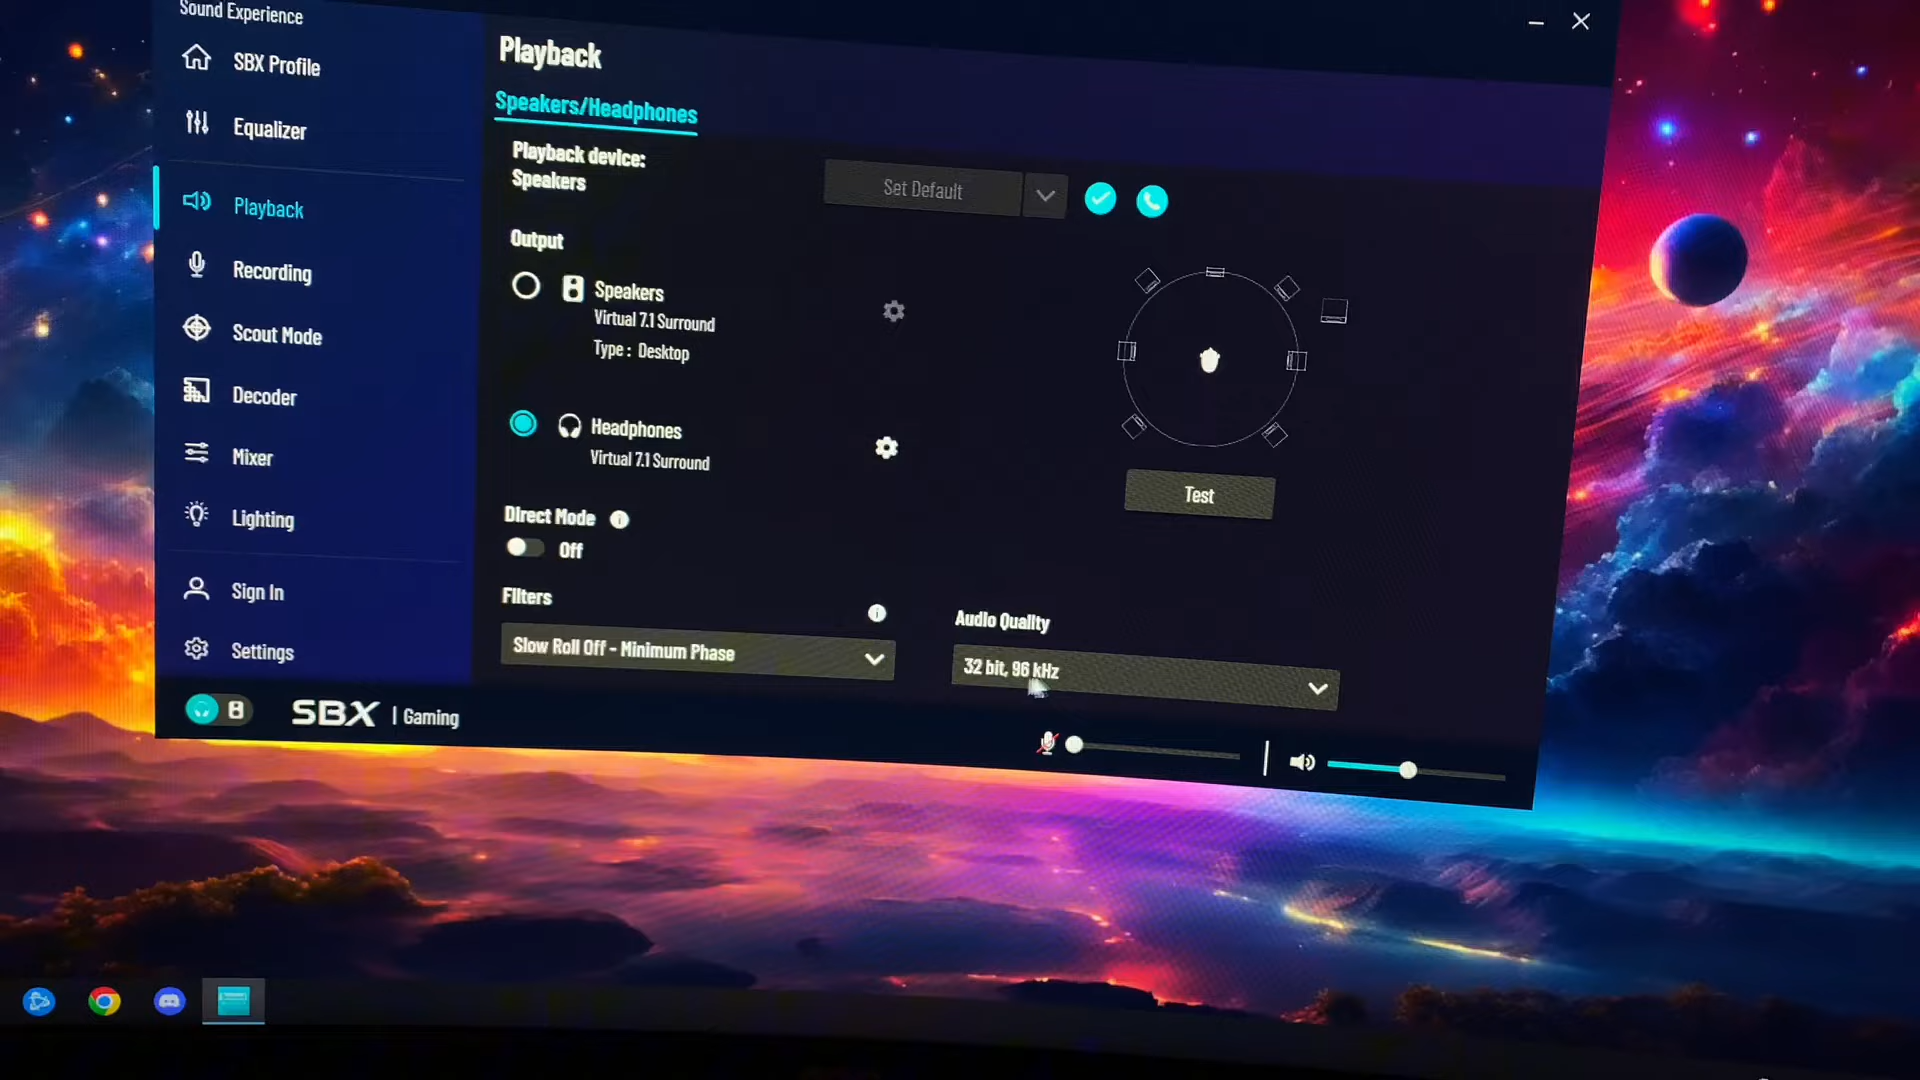 Sound Experience
SBX Profile
Equalizer
Playback
Recording
Scout Mode
Decoder
Mixer
Lighting
Sign In
Settings
SBX | Gaming
Playback
Speakers/Headphones
Playback device:
Speakers
Set Default
Output
Speakers
Virtual 7.1 Surround
Type : Desktop
Headphones
Virtual 7.1 Surround
Test
Direct Mode
Off
Filters
Slow Roll Off - Minimum Phase
Audio Quality
32 bit, 96 kHz